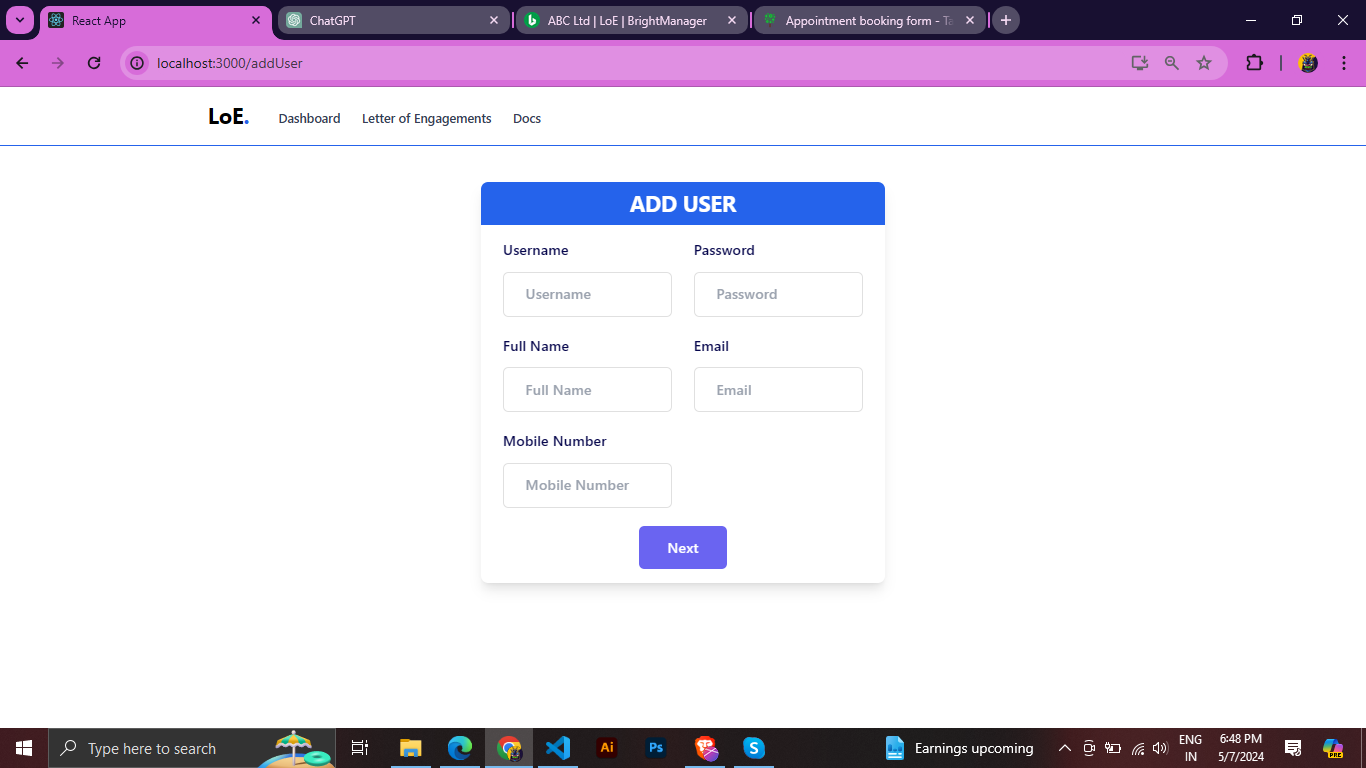 React App
ChatGPT
ABC Ltd | LoE | BrightManager
Appointment booking form - Ta
localhost:3000/addUser
LoE.
Dashboard
Letter of Engagements
Docs
ADD USER
Username
Password
Username
Password
Full Name
Email
Full Name
Email
Mobile Number
Mobile Number
Next
Type here to search
Ai
Ps
Earnings upcoming
ENG
IN
6:48 PM
5/7/2024
PRE